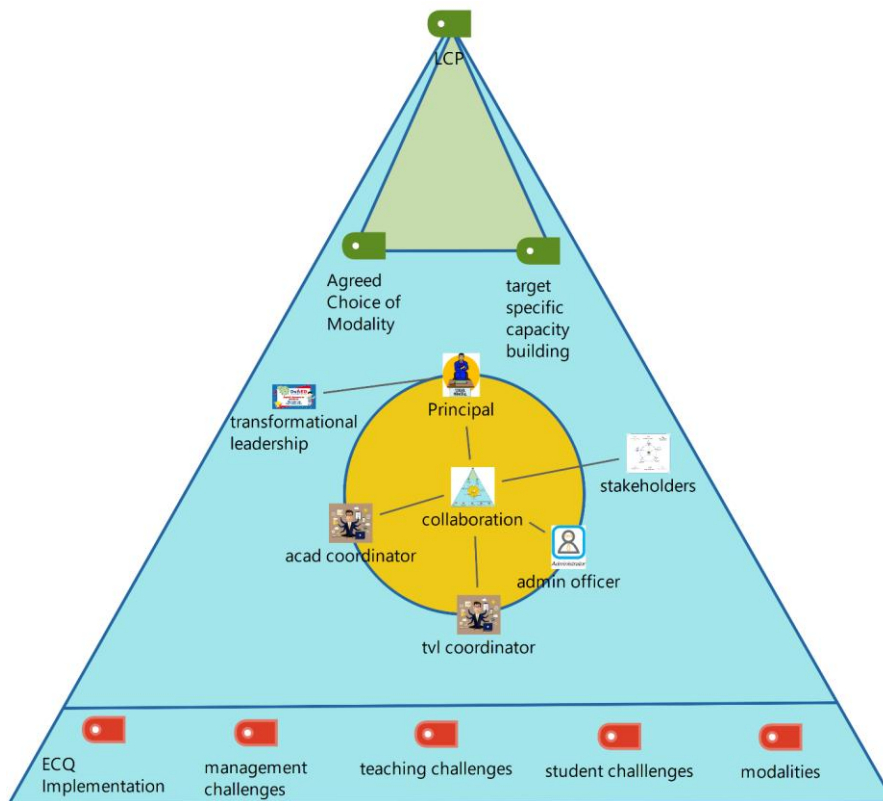 LCP
Agreed
Choice of
Modality
target
specific
capacity
building
Principal
transformational
leadership
stakeholders
collaboration
acad coordinator
Administrator
admin officer
tvl coordinator
ECQ
Implementation
management
challenges
teaching challenges
student challlenges
modalities